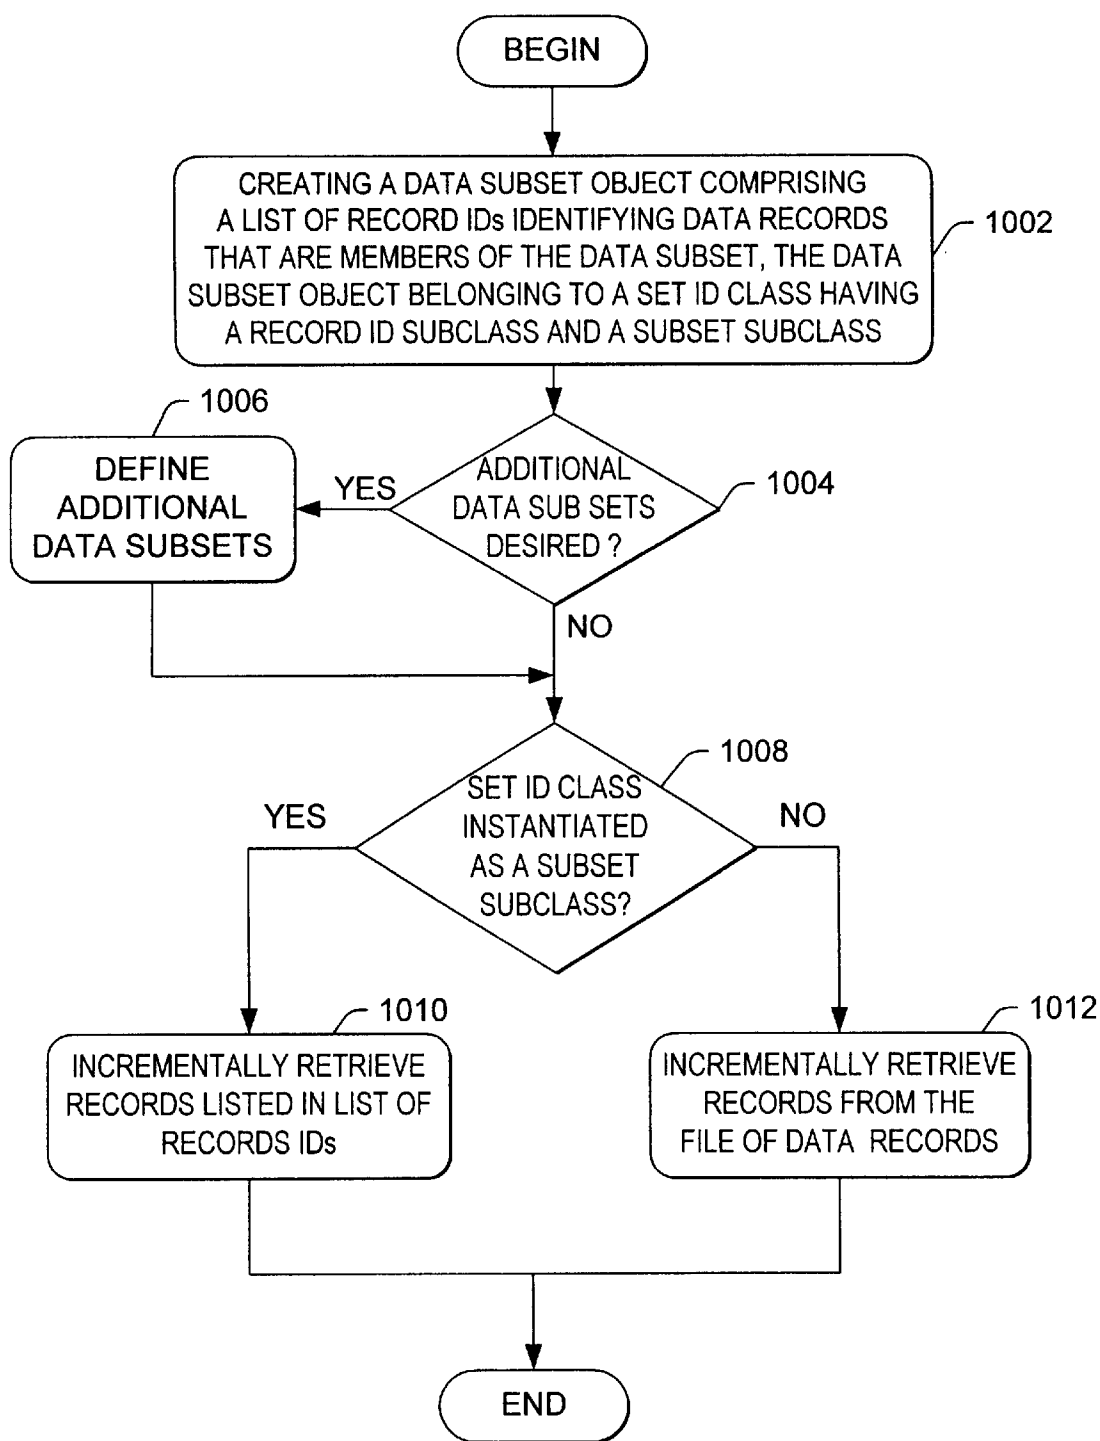 BEGIN
CREATING A DATA SUBSET OBJECT COMPRISING
A LIST OF RECORD IDs IDENTIFYING DATA RECORDS
THAT ARE MEMBERS OF THE DATA SUBSET, THE DATA
SUBSET OBJECT BELONGING TO A SET ID CLASS HAVING
A RECORD ID SUBCLASS AND A SUBSET SUBCLASS
1002
1006
DEFINE
ADDITIONAL
DATA SUBSETS
YES
ADDITIONAL
DATA SUB SETS
DESIRED ?
1004
NO
1008
SET ID CLASS
INSTANTIATED
AS A SUBSET
SUBCLASS?
YES
NO
1010
INCREMENTALLY RETRIEVE
RECORDS LISTED IN LIST OF
RECORDS IDs
1012
INCREMENTALLY RETRIEVE
RECORDS FROM THE
FILE OF DATA RECORDS
END